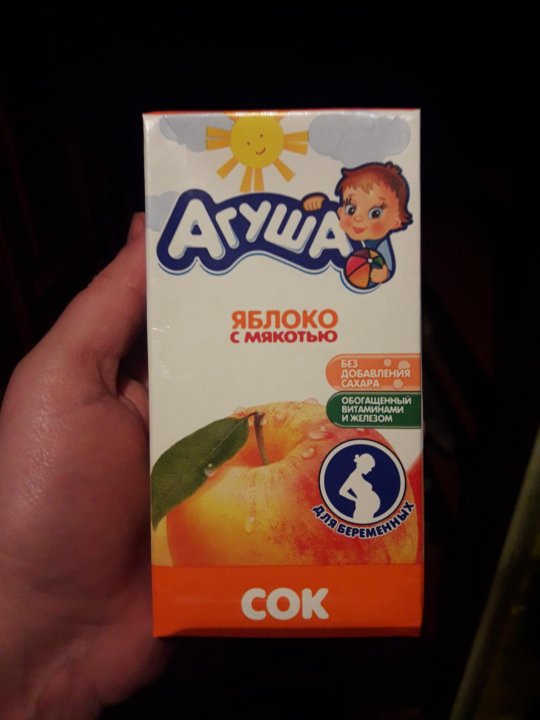 АГУША
ЯБЛОКО
С МЯКОТЬЮ
БЕЗ
ДОБАВЛЕНИЯ
САХАРА
ОБОГАЩЕННЫЙ
ВИТАМИНАМИ
И ЖЕЛЕЗОМ
ДЛЯ БЕРЕМЕННЫХ
СОК